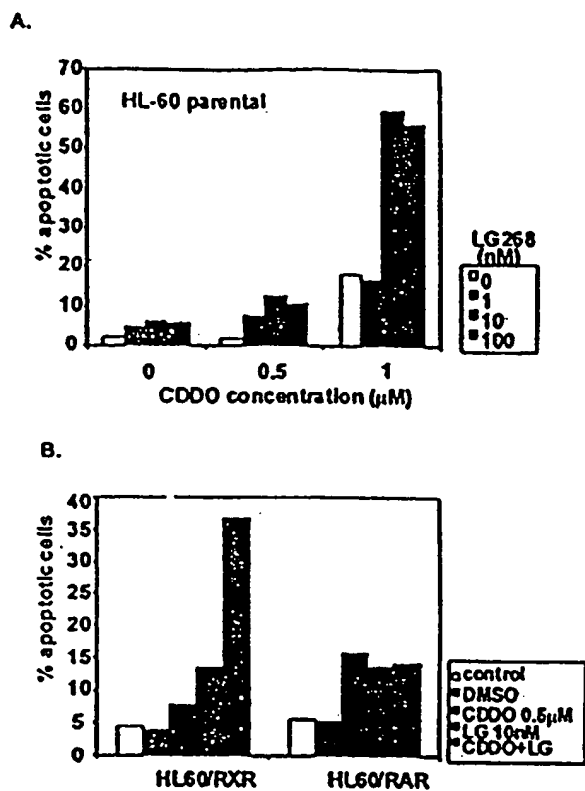 A.
70
60
50
40
30
20
10
0
% apoptotic cells
HL-60 parental
0 0.5 1
CDDO concentration (μM)
LG268
(nM)
0
1
10
100
B.
40
35
30
25
20
15
10
5
0
% apoptotic cells
HL60/RXR HL60/RAR
control
DMSO
CDDO 0.5μM
LG 10nM
CDDO+LG